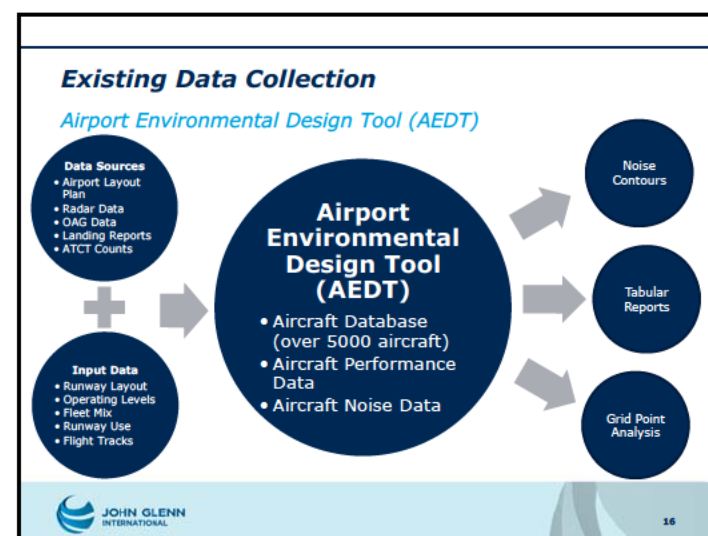 Existing Data Collection
Airport Environmental Design Tool (AEDT)
Data Sources
• Airport Layout
Plan
• Radar Data
• OAG Data
• Landing Reports
• ATCT Counts
Input Data
• Runway Layout
• Operating Levels
• Fleet Mix
• Runway Use
• Flight Tracks
Airport
Environmental
Design Tool
(AEDT)
• Aircraft Database
(over 5000 aircraft)
• Aircraft Performance
Data
• Aircraft Noise Data
Noise
Contours
Tabular
Reports
Grid Point
Analysis
JOHN GLENN
INTERNATIONAL
16